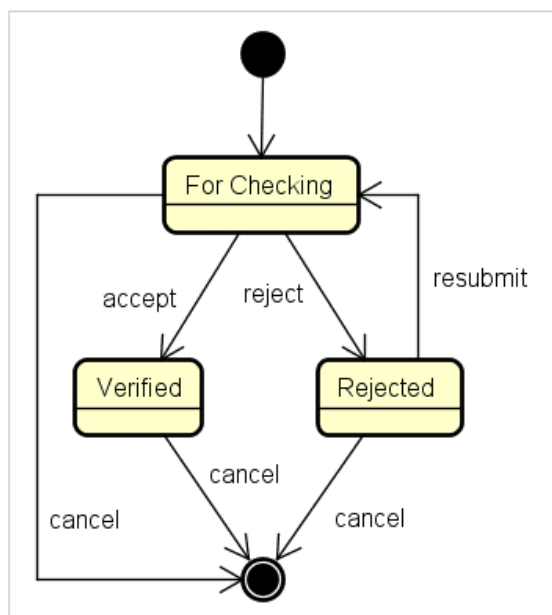 For Checking
resubmit
accept
reject
Verified
Rejected
cancel
cancel
cancel